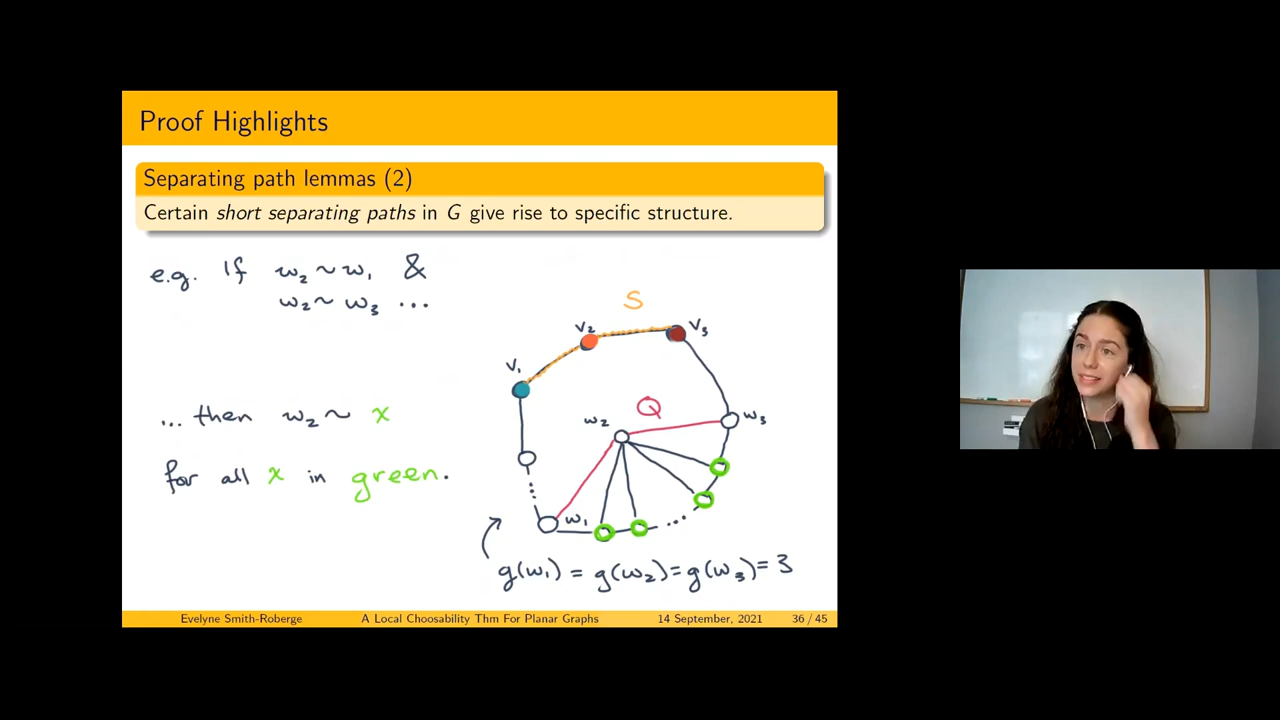 Proof Highlights
Separating path lemmas (2)
Certain short separating paths in G give rise to specific structure.
e.g. If w₂ ~ w₁ &
w₂ ~ w₃ ...
S
v₂
v₃
v₁
Q
w₂
w₃
... then w₂ ~ x
for all x in green.
w₁
...
g(w₁) = g(w₂) = g(w₃) = 3
Evelyne Smith-Roberge A Local Choosability Thm For Planar Graphs 14 September, 2021 36 / 45